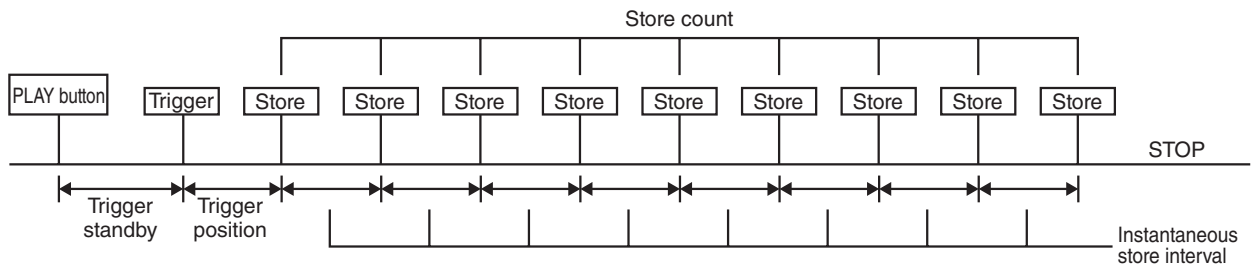 Store count
PLAY button
Trigger
Store
Store
Store
Store
Store
Store
Store
Store
Store
STOP
Trigger
standby
Trigger
position
Instantaneous
store interval